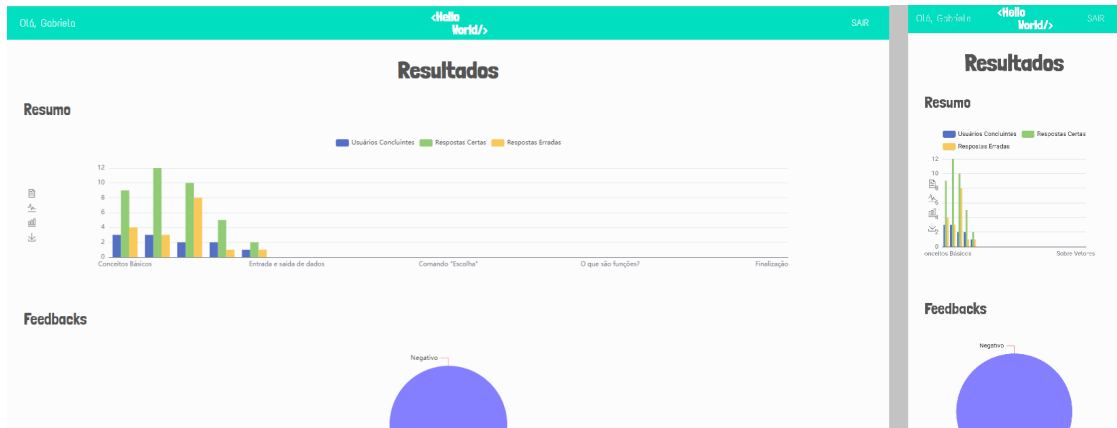 Olá, Gabriela
<Hello
World/>
SAIR
Resultados
Resumo
Usuários Concluintes Respostas Certas Respostas Erradas
12
10
8
6
4
2
0
Conceitos Básicos Entrada e saída de dados Comando "Escolha" O que são funções? Finalização
Feedbacks
Negativo
Olá, Gabriela
<Hello
World/>
SAIR
Resultados
Resumo
Usuários Concluintes Respostas Certas
Respostas Erradas
12
10
8
6
4
2
0
onceitos Básicos Sobre Vetores
Feedbacks
Negativo